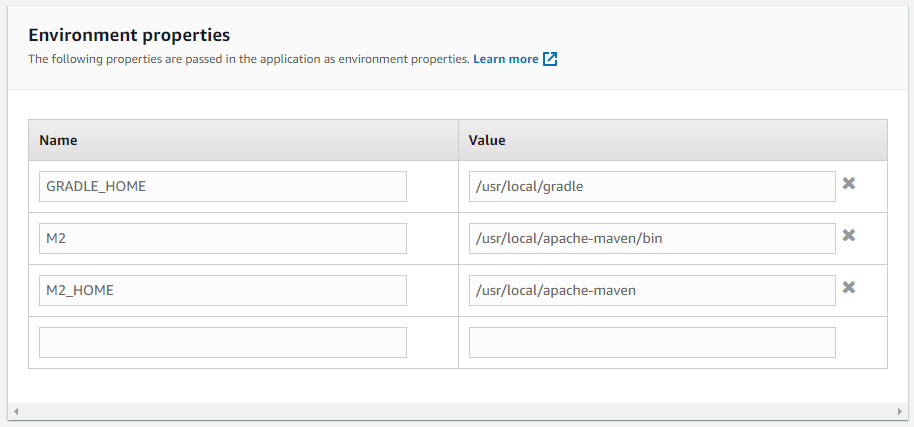 Environment properties
The following properties are passed in the application as environment properties. Learn more
Name Value
GRADLE_HOME /usr/local/gradle
M2 /usr/local/apache-maven/bin
M2_HOME /usr/local/apache-maven